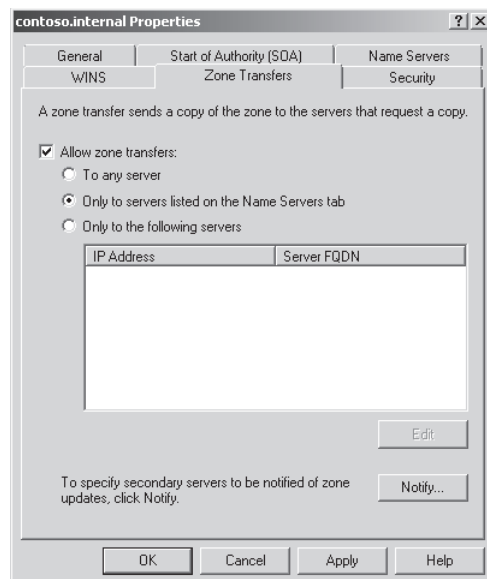 contoso.internal Properties
General Start of Authority (SOA) Name Servers
WINS Zone Transfers Security
A zone transfer sends a copy of the zone to the servers that request a copy.
Allow zone transfers:
To any server
Only to servers listed on the Name Servers tab
Only to the following servers
IP Address Server FQDN
Edit
To specify secondary servers to be notified of zone
updates, click Notify.
Notify...
OK Cancel Apply Help